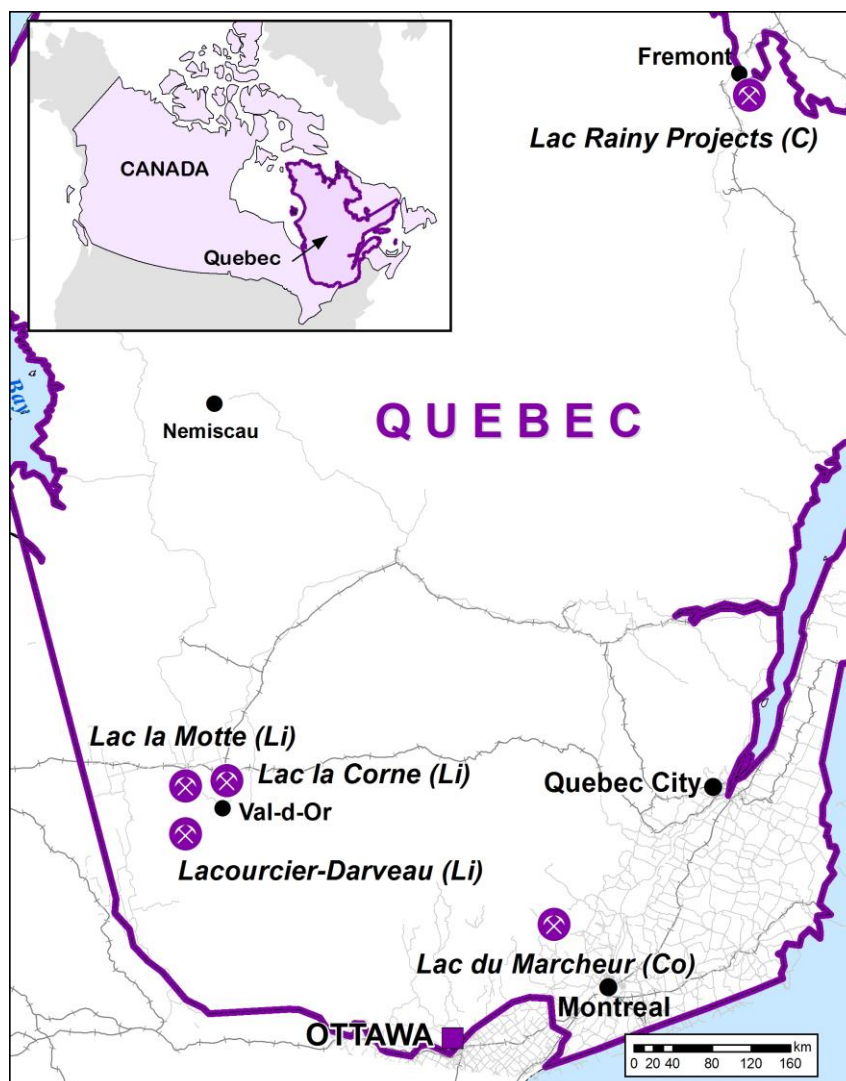 Fremont
Lac Rainy Projects (C)
CANADA
Quebec
Bay
a
Nemiscau
QUEBEC
Lac la Motte (Li)
Lac la Corne (Li)
Val-d-Or
Quebec City
Lacourcier-Darveau (Li)
Lac du Marcheur (Co)
Montreal
OTTAWA
km
0 20 40 80 120 160